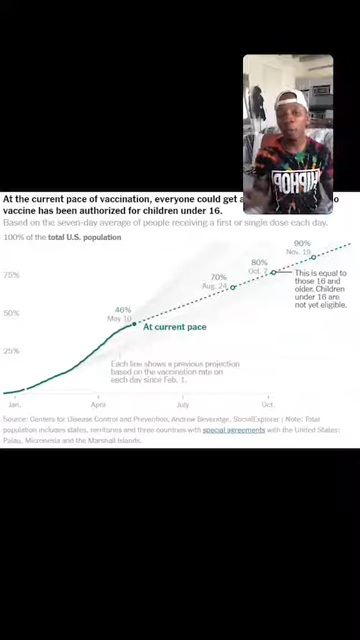 At the current pace of vaccination, everyone could get a
o
vaccine has been authorized for children under 16.
Based on the seven-day average of people receiving a first or single dose each day.
100% of the total U.S. population
90%
Nov. 19
80%
Oct.
This is equal to
those 16 and
older. Children
under 16 are
not yet eligible.
75%
70%
Aug. 24
50%
46%
May 10
At current pace
25%
Each line shows a previous projection
based on the vaccination rate on
each day since Feb. 1.
Jan.
April
July
Oct.
Source: Centers for Disease Control and Prevention, Andrew Beveridge, SocialExplorer | Note: Total
population includes states, territories and three countries with special agreements with the United States:
Palau, Micronesia and the Marshall Islands.
HIPHOP